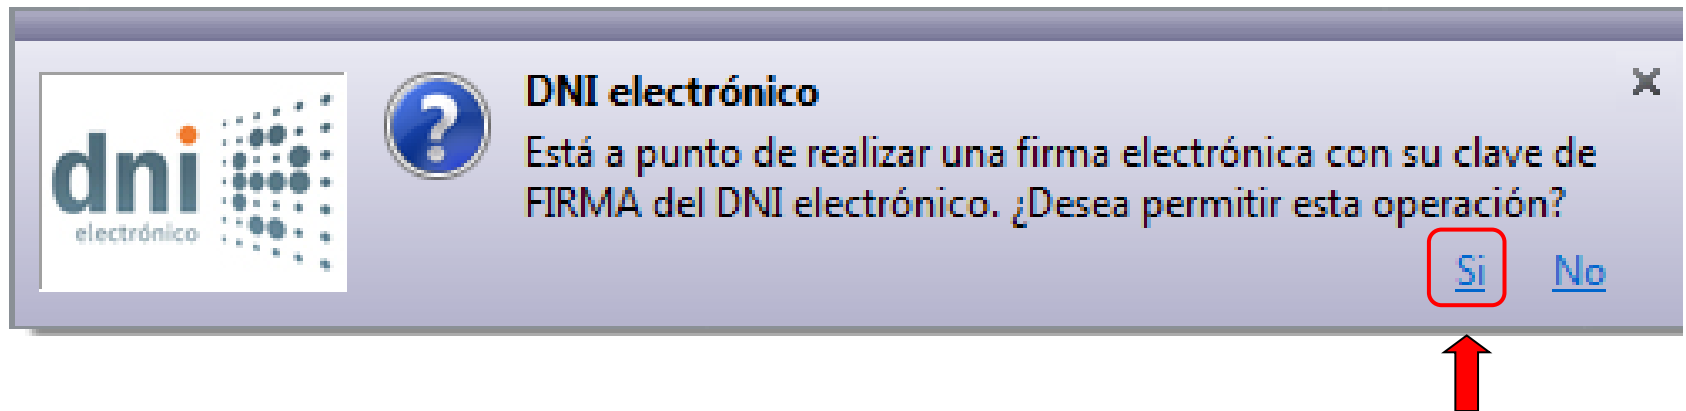 dni
electrónico
DNI electrónico
Está a punto de realizar una firma electrónica con su clave de
FIRMA del DNI electrónico. ¿Desea permitir esta operación?
Si No